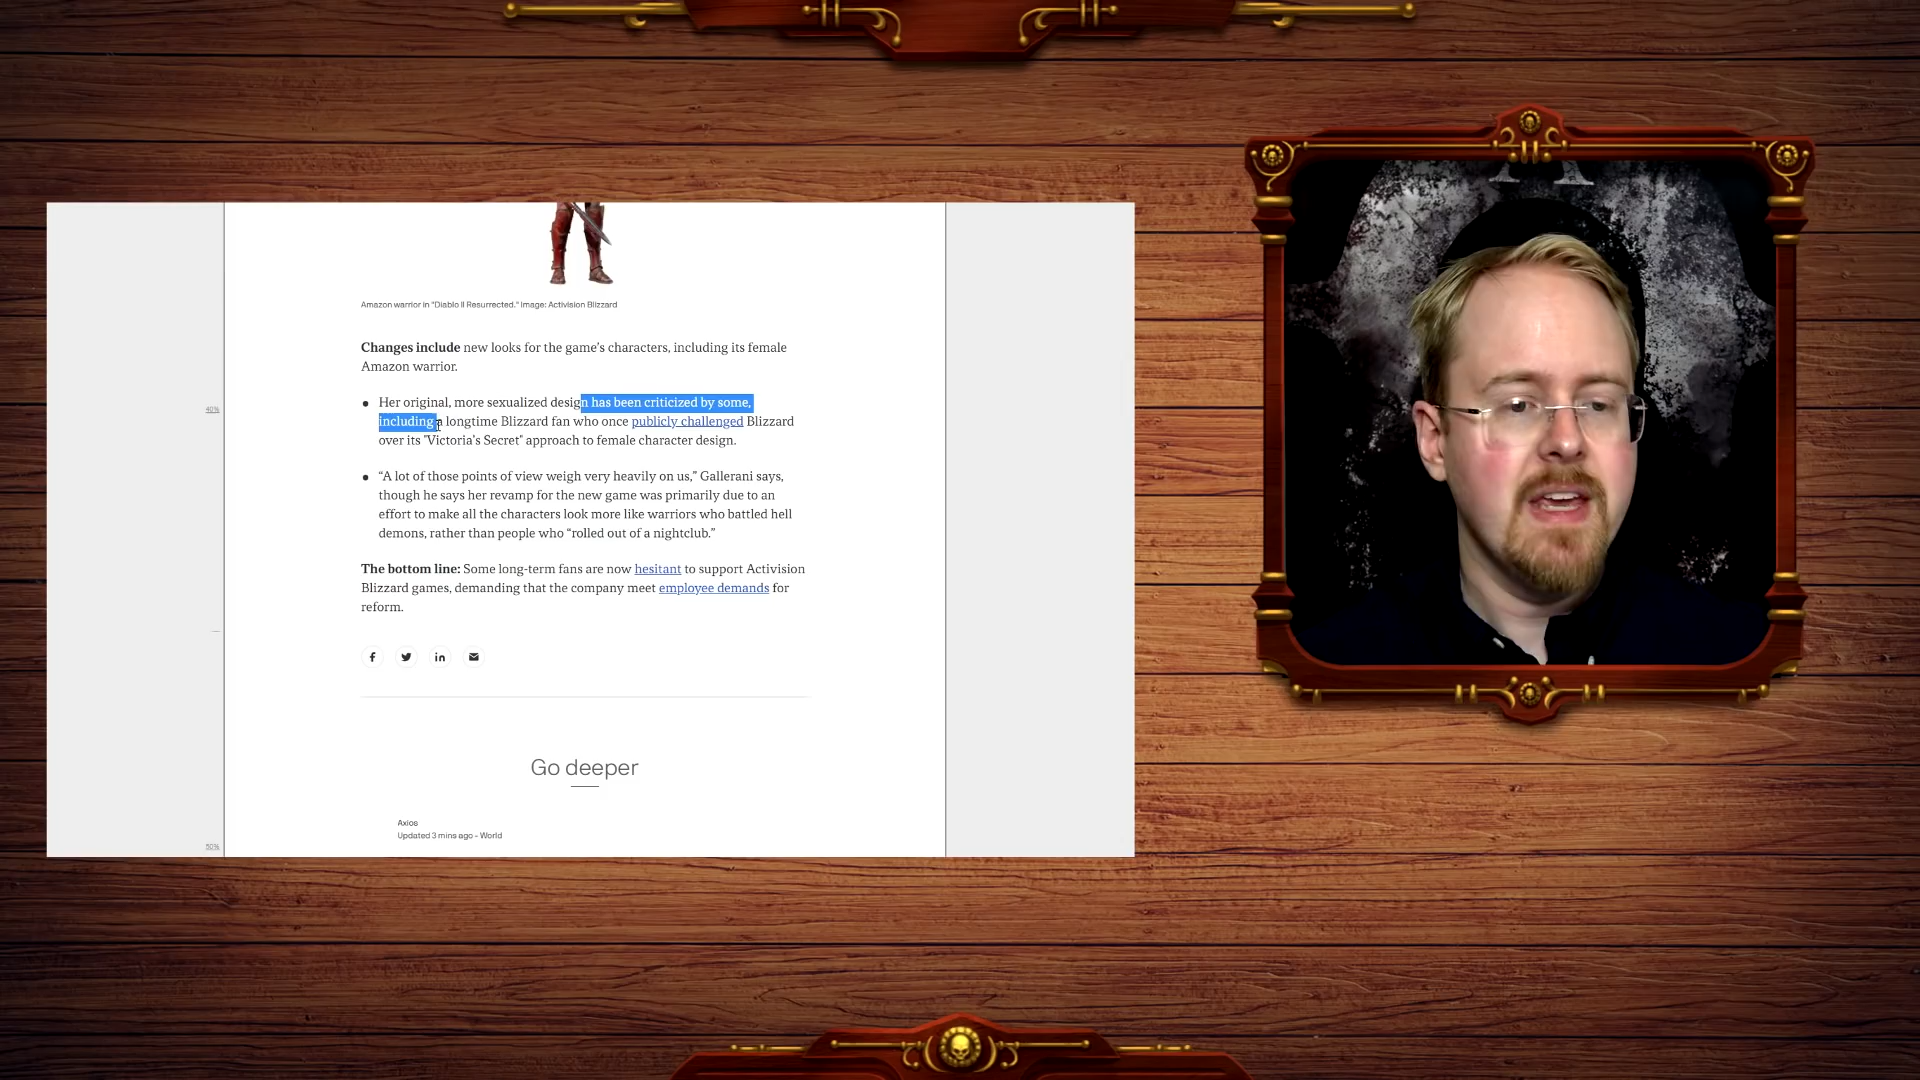 Amazon warrior in "Diablo II Resurrected." Image: Activision Blizzard
Changes include new looks for the game's characters, including its female
Amazon warrior.
Her original, more sexualized design has been criticized by some,
including a longtime Blizzard fan who once publicly challenged Blizzard
over its "Victoria's Secret" approach to female character design.
“A lot of those points of view weigh very heavily on us,” Gallerani says,
though he says her revamp for the new game was primarily due to an
effort to make all the characters look more like warriors who battled hell
demons, rather than people who “rolled out of a nightclub.”
The bottom line: Some long-term fans are now hesitant to support Activision
Blizzard games, demanding that the company meet employee demands for
reform.
Go deeper
Axios
Updated 3 mins ago - World
40%
50%